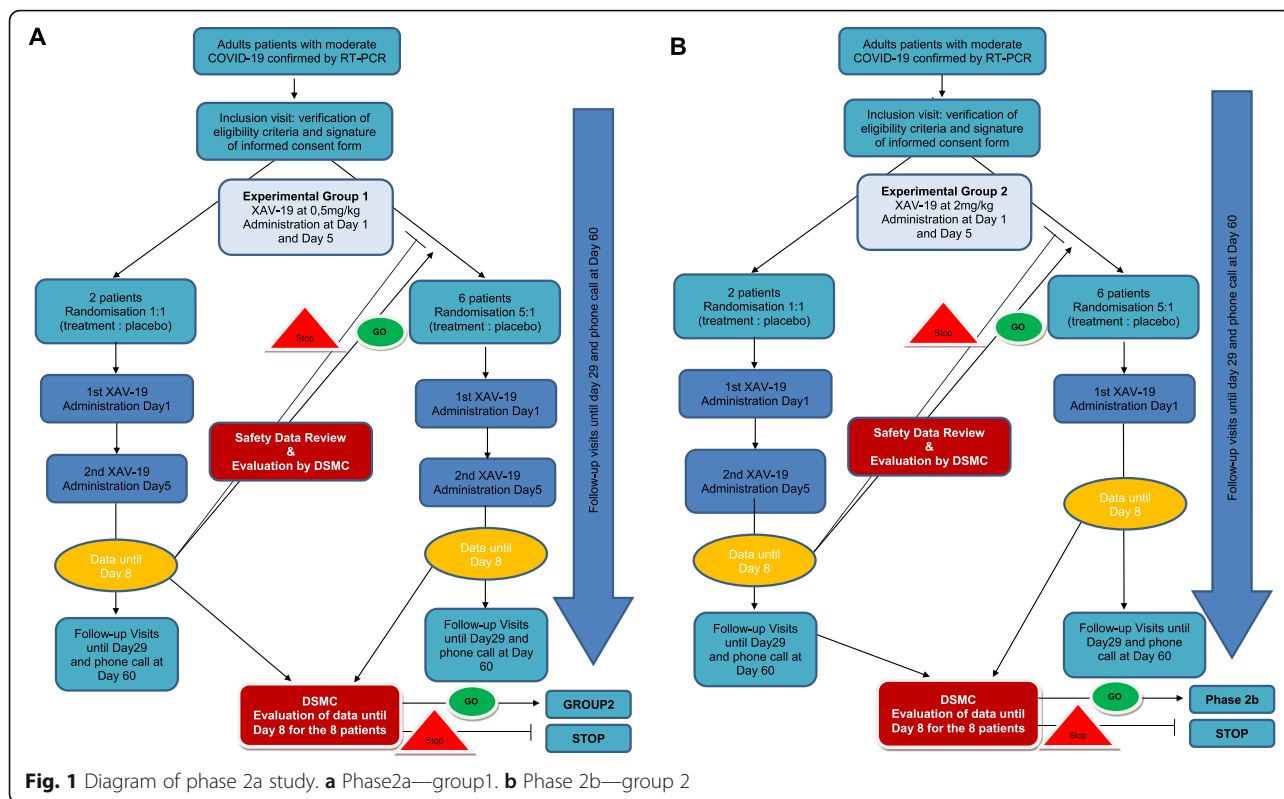 A
Adults patients with moderate
COVID-19 confirmed by RT-PCR
Inclusion visit: verification of
eligibility criteria and signature
of informed consent form
Experimental Group 1
XAV-19 at 0,5mg/kg
Administration at Day 1
and Day 5
2 patients
Randomisation 1:1
(treatment : placebo)
Stop
GO
6 patients
Randomisation 5:1
(treatment : placebo)
1st XAV-19
Administration Day1
1st XAV-19
Administration Day1
Safety Data Review
&
Evaluation by DSMC
2nd XAV-19
Administration Day5
2nd XAV-19
Administration Day5
Data until
Day 8
Data until
Day 8
Follow-up Visits
until Day29
and phone call at
Day 60
Follow-up Visits
until Day29 and
phone call at Day
60
DSMC
Evaluation of data until
Day 8 for the 8 patients
GO
GROUP2
Stop
STOP
Follow-up visits until day 29 and phone call at Day 60
B
Adults patients with moderate
COVID-19 confirmed by RT-PCR
Inclusion visit: verification of
eligibility criteria and signature
of informed consent form
Experimental Group 2
XAV-19 at 2mg/kg
Administration at Day 1
and Day 5
2 patients
Randomisation 1:1
(treatment : placebo)
Stop
GO
6 patients
Randomisation 5:1
(treatment : placebo)
1st XAV-19
Administration Day1
1st XAV-19
Administration Day1
Safety Data Review
&
Evaluation by DSMC
2nd XAV-19
Administration Day5
Data until
Day 8
Data until
Day 8
Follow-up Visits
until Day29
and phone call at
Day 60
Follow-up Visits until
Day29 and phone
call at Day 60
DSMC
Evaluation of data until
Day 8 for the 8 patients
GO
Phase 2b
Stop
STOP
Follow-up visits until day 29 and phone call at Day 60
Fig. 1 Diagram of phase 2a study. a Phase2a—group1. b Phase 2b—group 2